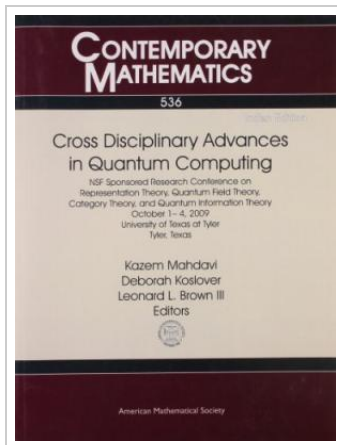 CONTEMPORARY
MATHEMATICS
536
Indian Edition
Cross Disciplinary Advances
in Quantum Computing
NSF Sponsored Research Conference on
Representation Theory, Quantum Field Theory,
Category Theory, and Quantum Information Theory
October 1–4, 2009
University of Texas at Tyler
Tyler, Texas
Kazem Mahdavi
Deborah Koslover
Leonard L. Brown III
Editors
American Mathematical Society